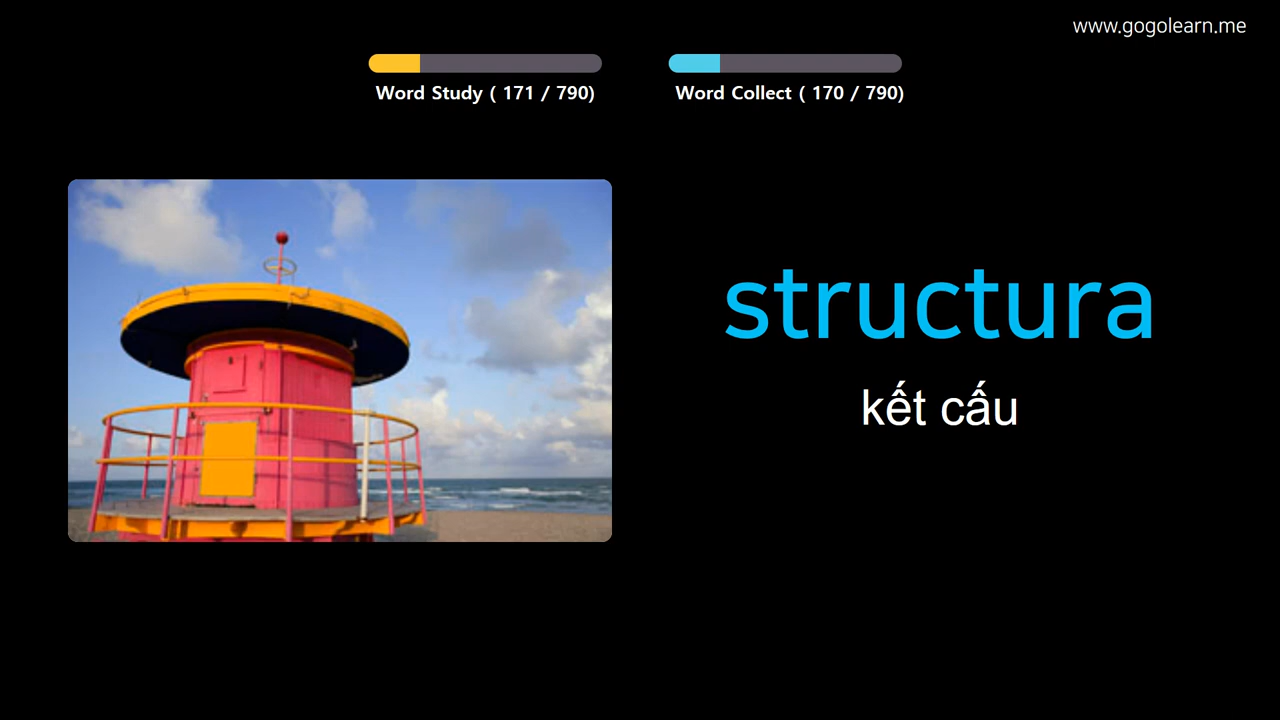 www.gogolearn.me
Word Study ( 171 / 790)
Word Collect ( 170 / 790)
structura
kết cấu